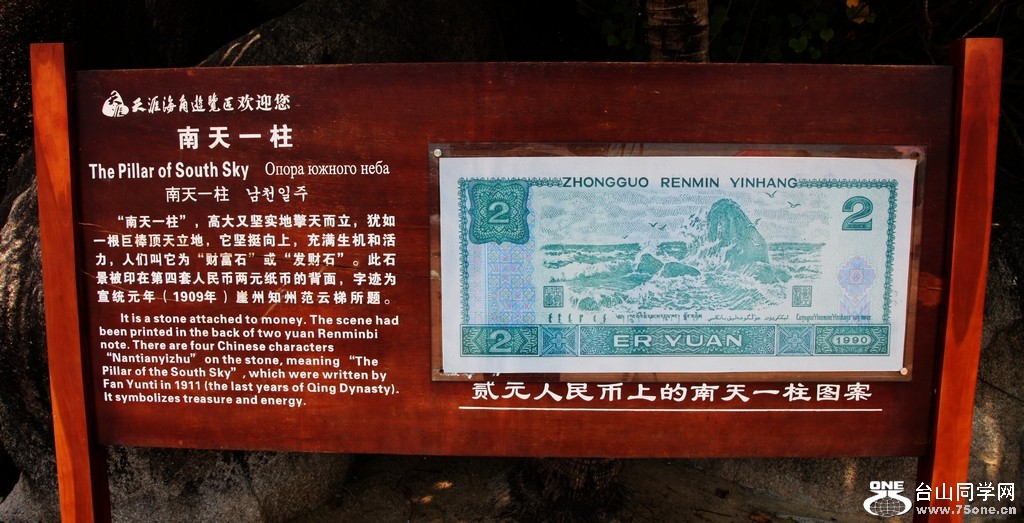 天涯海角遊覽区欢迎您
南天一柱
The Pillar of South Sky Опора южного неба
南天一柱 남천일주
“南天一柱”，高大又坚实地擎天而立，犹如
一根巨棒顶天立地，它坚挺向上，充满生机和活
力，人们叫它为“财富石”或“发财石”。此石
景被印在第四套人民币两元纸币的背面，字迹为
宣统元年（1909年）崖州知州范云梯所题。
It is a stone attached to money. The scene had
been printed in the back of two yuan Renminbi
note. There are four Chinese characters
“Nantianyizhu” on the stone, meaning “The
Pillar of the South Sky”, which were written by
Fan Yunti in 1911 (the last years of Qing Dynasty).
It symbolizes treasure and energy.
ZHONGGUO RENMIN YINHANG
2 2
2 ER YUAN 1990
贰元人民币上的南天一柱图案
ONE 台山同学网
www.75one.cn